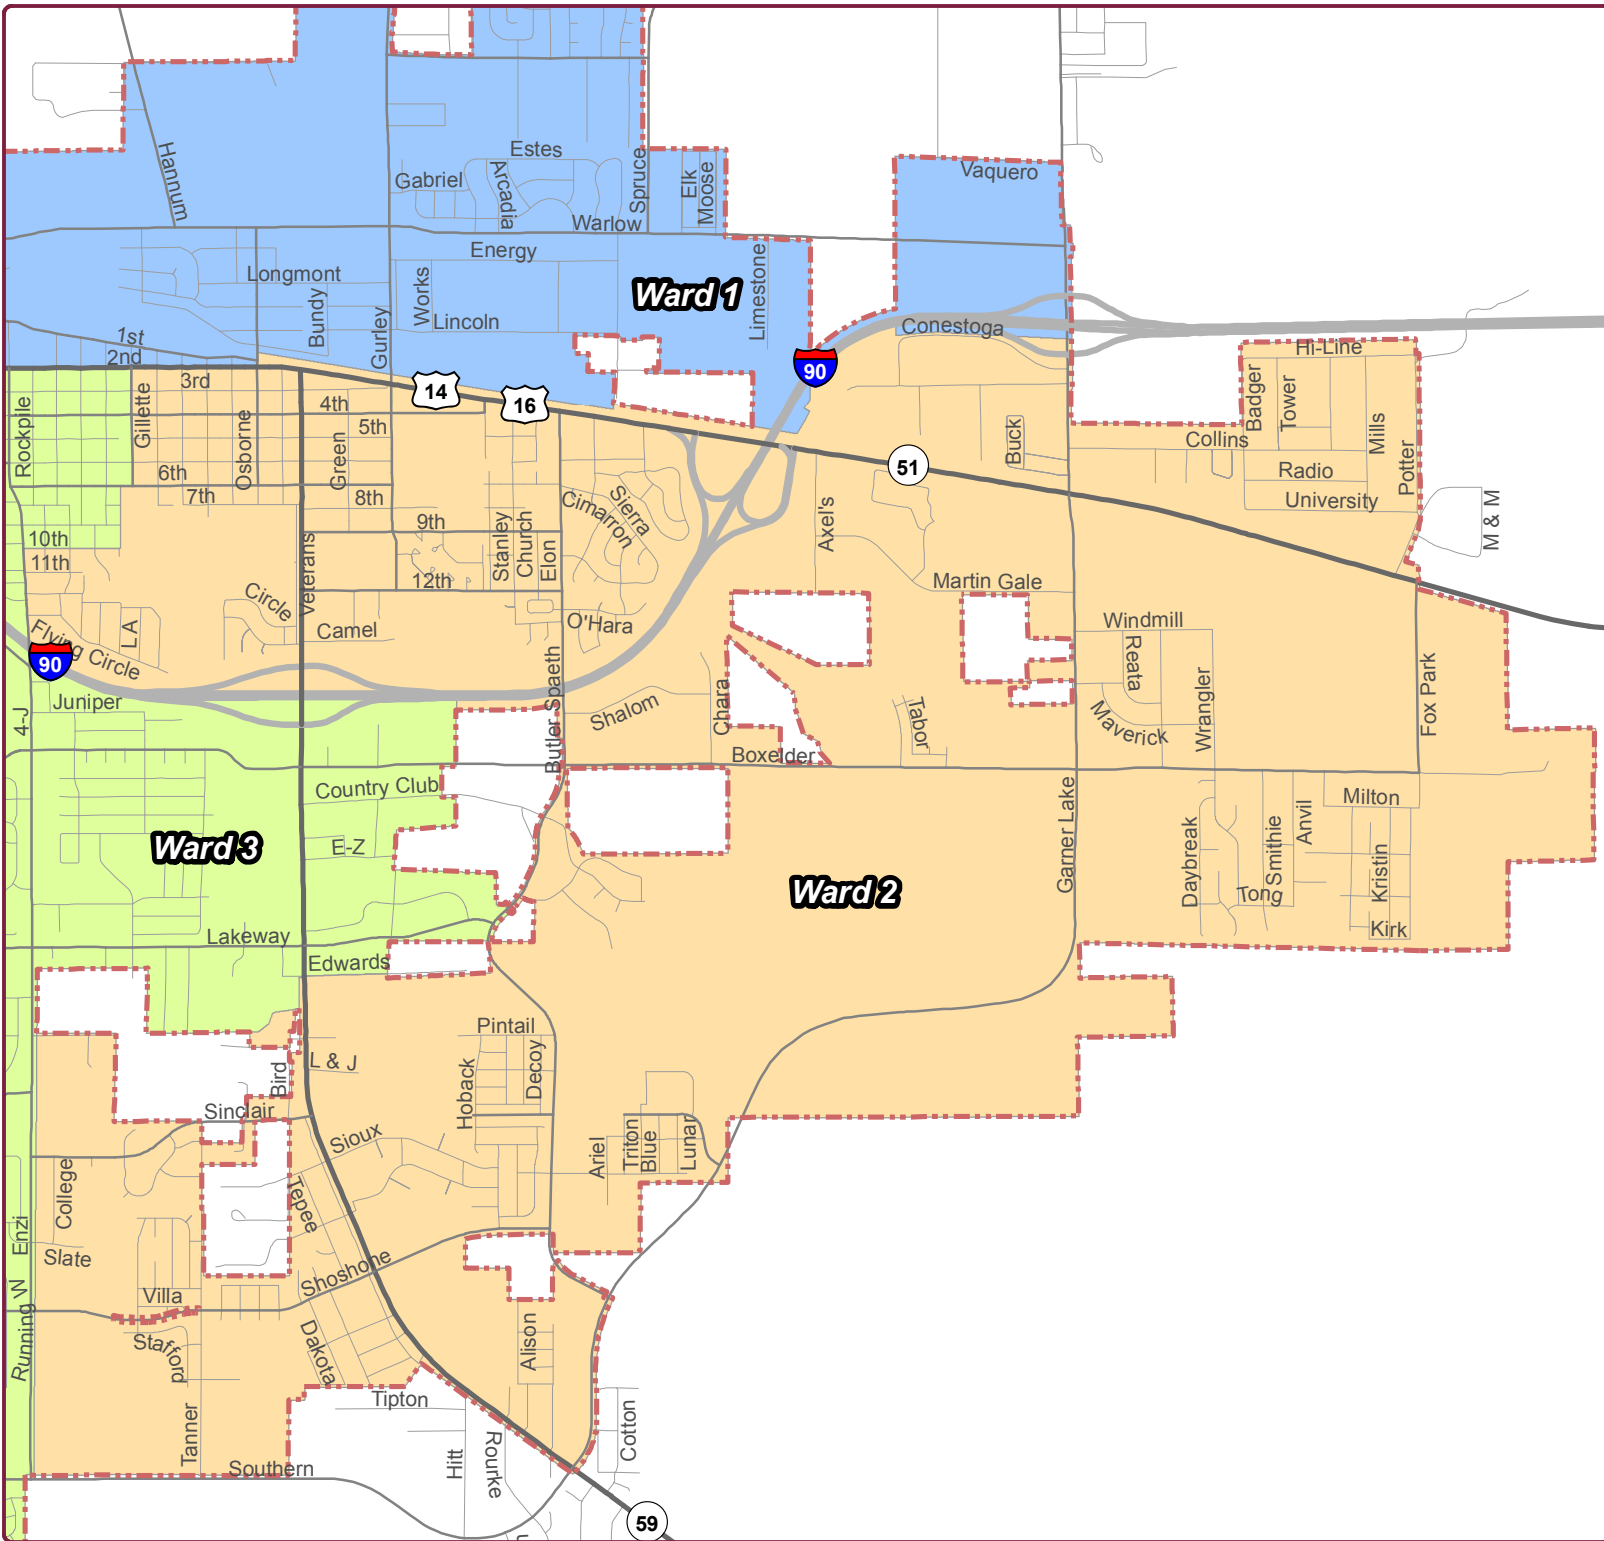 Hannum
Estes
Gabriel
Arcadia
Spruce
Elk
Moose
Vaquero
Warlow
Energy
Longmont
Works
Ward 1
Limestone
Bundy
Lincoln
Gurley
1st
2nd
Conestoga
Hi-Line
90
3rd
14
16
4th
Rockpile
Gillette
Osborne
Green
5th
Badger
Tower
Mills
Buck
Collins
51
6th
7th
8th
Radio
Potter
University
Sierra
Cimarron
9th
Axel's
M & M
10th
11th
Veterans
Stanley
Church
Elon
12th
Martin Gale
Circle
LA
Camel
O'Hara
Windmill
Flying Circle
90
Reata
Juniper
4-J
Butler Spaeth
Shalom
Chara
Tabor
Maverick
Wrangler
Fox Park
Boxelder
Country Club
Garner Lake
Milton
E-Z
Ward 3
Ward 2
Daybreak
Smithie
Anvil
Kristin
Tong
Kirk
Lakeway
Edwards
Pintail
L & J
Bird
Hoback
Decoy
Sinclair
Sioux
Ariel
Triton
Blue
Lunar
College
Tepee
Enzi
Slate
Shoshone
Villa
Running W
Stafford
Dakota
Alison
Tipton
Tanner
Hitt
Rourke
Cotton
Southern
59